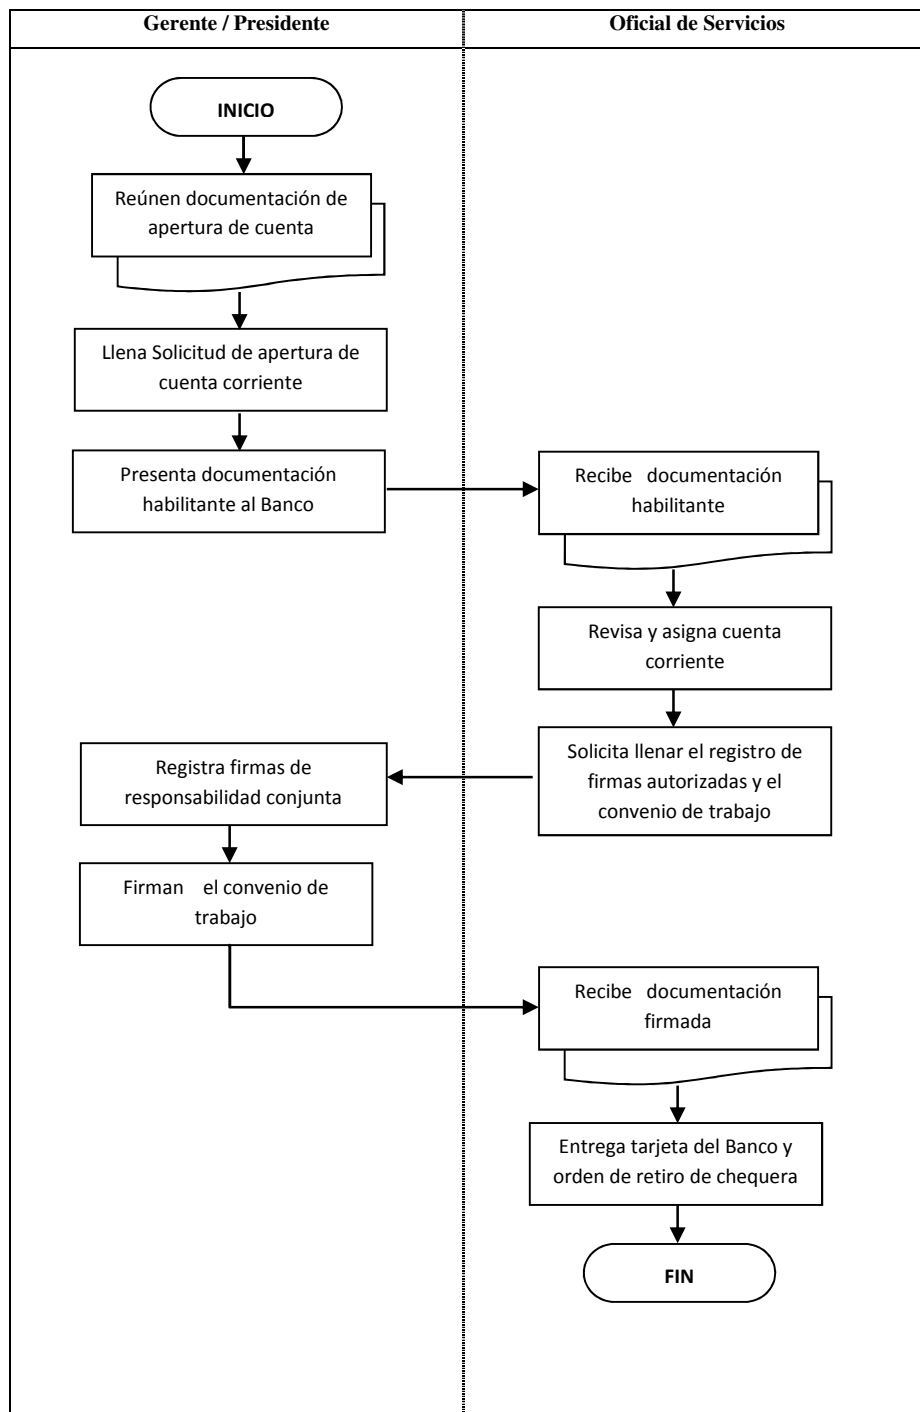 Gerente / Presidente
Oficial de Servicios
INICIO
Reúnen documentación de
apertura de cuenta
Llena Solicitud de apertura de
cuenta corriente
Presenta documentación
habilitante al Banco
Recibe documentación
habilitante
Revisa y asigna cuenta
corriente
Solicita llenar el registro de
firmas autorizadas y el
convenio de trabajo
Registra firmas de
responsabilidad conjunta
Firman el convenio de
trabajo
Recibe documentación
firmada
Entrega tarjeta del Banco y
orden de retiro de chequera
FIN